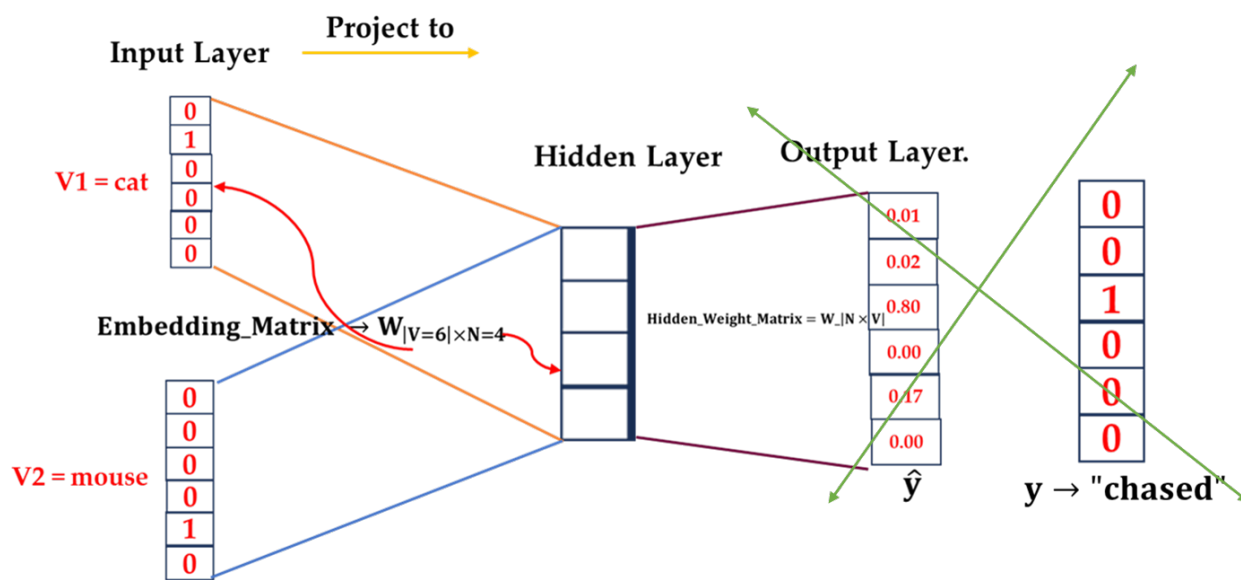 Project to
Input Layer
0
1
0
0
0
0
V1 = cat
Hidden Layer
Output Layer.
0.01
0.02
0.80
0.00
0.17
0.00
ŷ
0
0
1
0
0
0
y → "chased"
Embedding_Matrix → W|V=6|×N=4
Hidden_Weight_Matrix = W_|N × V|
0
0
0
0
1
0
V2 = mouse